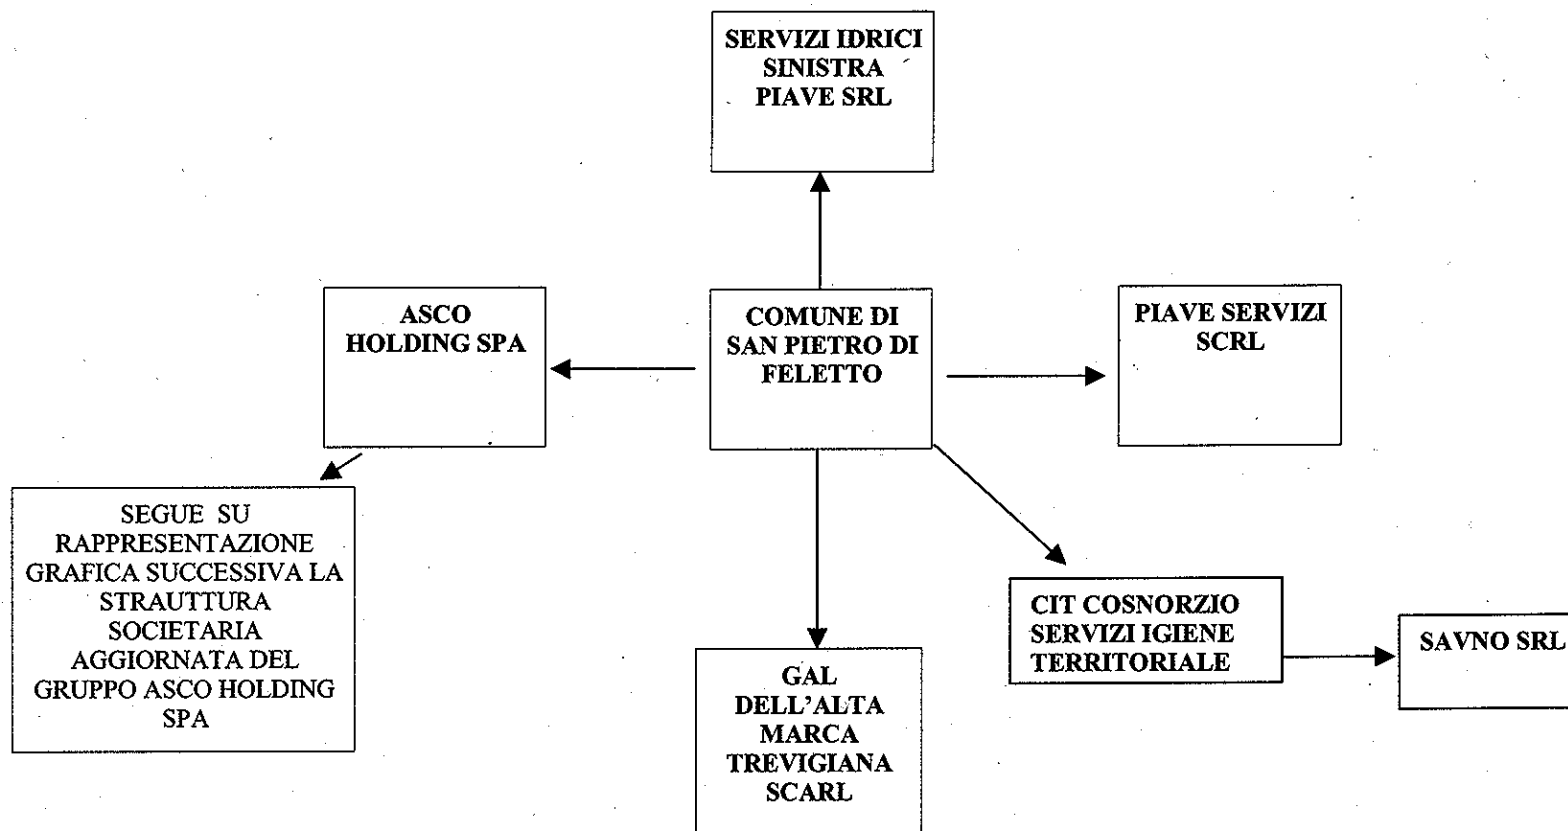 SERVIZI IDRICI
SINISTRA
PIAVE SRL
ASCO
HOLDING SPA
COMUNE DI
SAN PIETRO DI
FELETTO
PIAVE SERVIZI
SCRL
SEGUE SU
RAPPRESENTAZIONE
GRAFICA SUCCESSIVA LA
STRAUTTURA
SOCIETARIA
AGGIORNATA DEL
GRUPPO ASCO HOLDING
SPA
GAL
DELL'ALTA
MARCA
TREVIGIANA
SCARL
CIT COSNORZIO
SERVIZI IGIENE
TERRITORIALE
SAVNO SRL